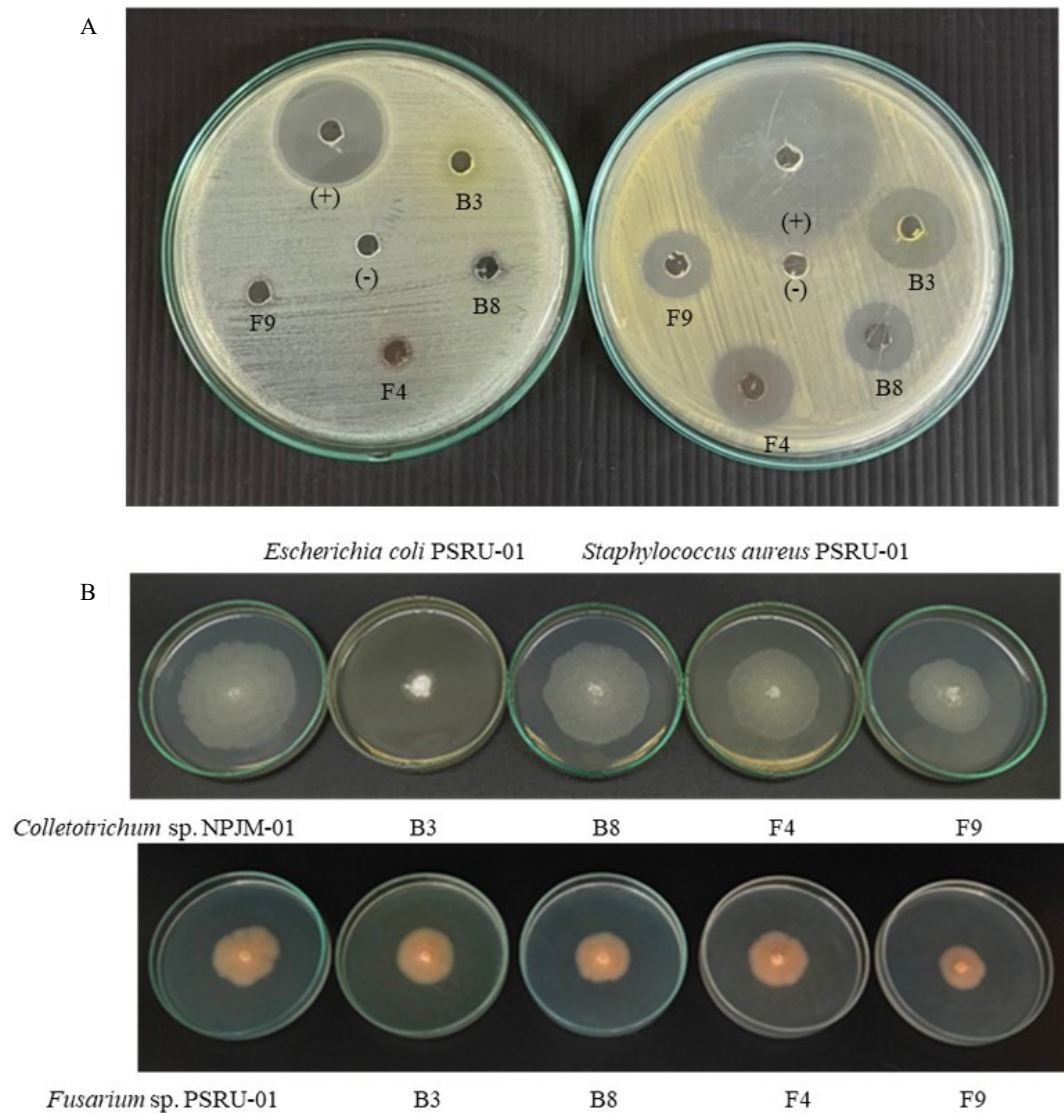 A
(+)
B3
(-)
F9
B8
F4
(+)
B3
(-)
F9
B8
F4
Escherichia coli PSRU-01 Staphylococcus aureus PSRU-01
B
Colletotrichum sp. NPJM-01 B3 B8 F4 F9
Fusarium sp. PSRU-01 B3 B8 F4 F9